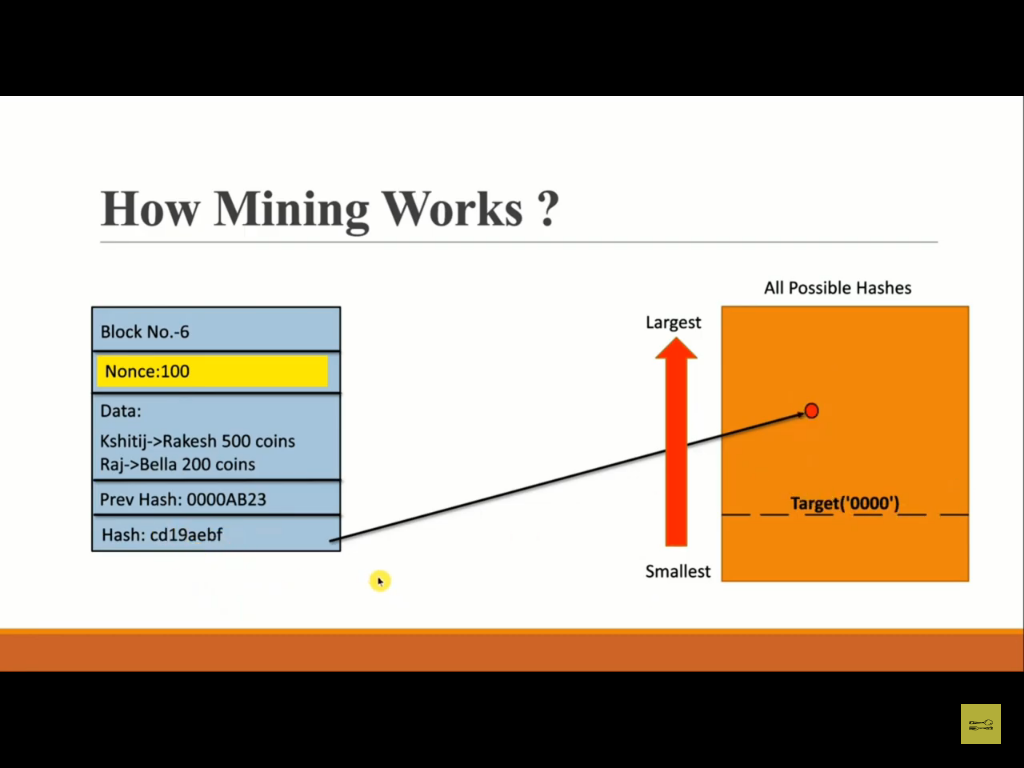 How Mining Works ?
All Possible Hashes
Block No.-6
Nonce:100
Data:
Kshitij->Rakesh 500 coins
Raj->Bella 200 coins
Prev Hash: 0000AB23
Hash: cd19aebf
Largest
Smallest
Target('0000')